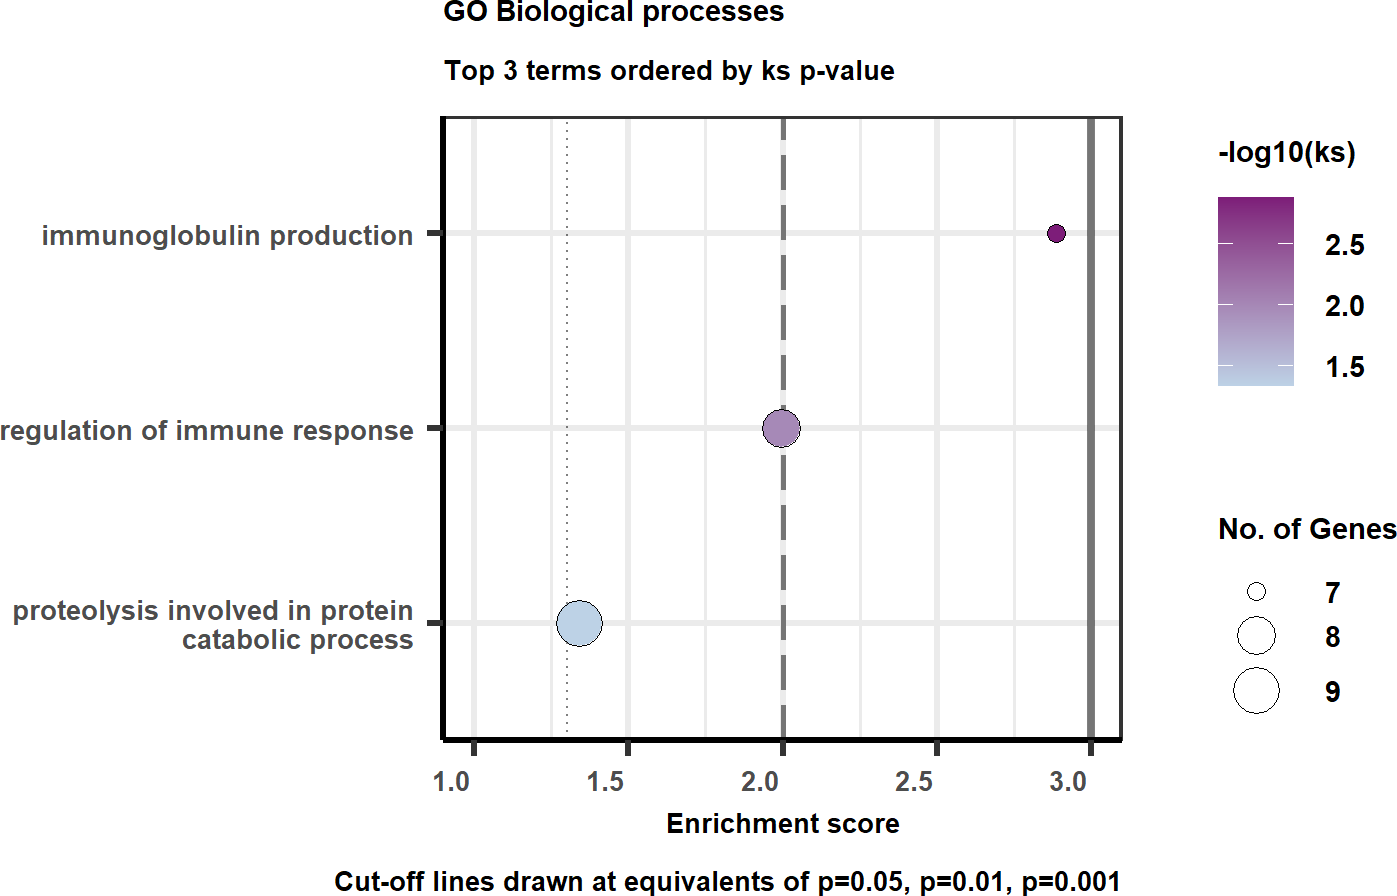 GO Biological processes
Top 3 terms ordered by ks p-value
immunoglobulin production
regulation of immune response
proteolysis involved in protein
catabolic process
1.0 1.5 2.0 2.5 3.0
Enrichment score
Cut-off lines drawn at equivalents of p=0.05, p=0.01, p=0.001
-log10(ks)
2.5
2.0
1.5
No. of Genes
7
8
9